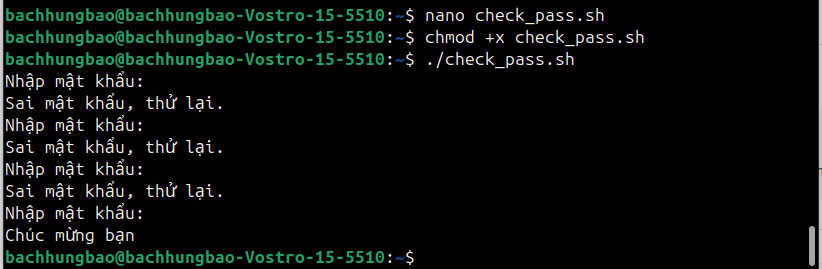 bachhungbao@bachhungbao-Vostro-15-5510:~$ nano check_pass.sh
bachhungbao@bachhungbao-Vostro-15-5510:~$ chmod +x check_pass.sh
bachhungbao@bachhungbao-Vostro-15-5510:~$ ./check_pass.sh
Nhập mật khẩu:
Sai mật khẩu, thử lại.
Nhập mật khẩu:
Sai mật khẩu, thử lại.
Nhập mật khẩu:
Sai mật khẩu, thử lại.
Nhập mật khẩu:
Chúc mừng bạn
bachhungbao@bachhungbao-Vostro-15-5510:~$